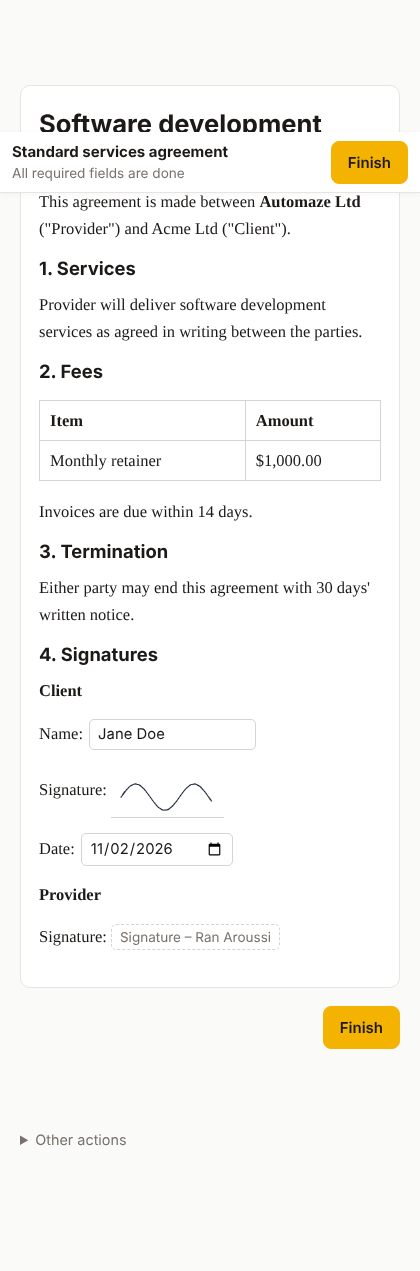 Software development
Standard services agreement
All required fields are done
Finish
This agreement is made between Automaze Ltd
("Provider") and Acme Ltd ("Client").
1. Services
Provider will deliver software development
services as agreed in writing between the parties.
2. Fees
Item Amount
Monthly retainer $1,000.00
Invoices are due within 14 days.
3. Termination
Either party may end this agreement with 30 days'
written notice.
4. Signatures
Client
Name: Jane Doe
Signature:
Date: 11/02/2026
Provider
Signature: Signature – Ran Aroussi
Finish
Other actions